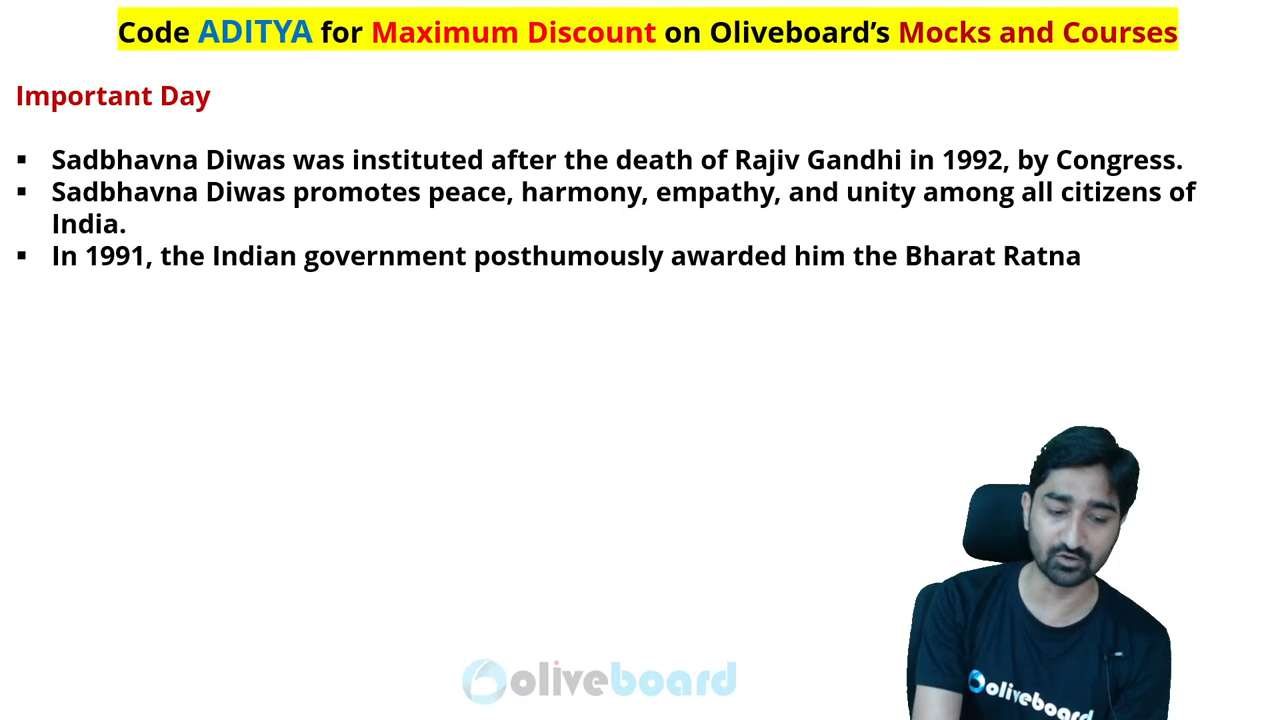 Code ADITYA for Maximum Discount on Oliveboard’s Mocks and Courses
Important Day
▪ Sadbhavna Diwas was instituted after the death of Rajiv Gandhi in 1992, by Congress.
▪ Sadbhavna Diwas promotes peace, harmony, empathy, and unity among all citizens of
India.
▪ In 1991, the Indian government posthumously awarded him the Bharat Ratna
oliveboard
oliveboard